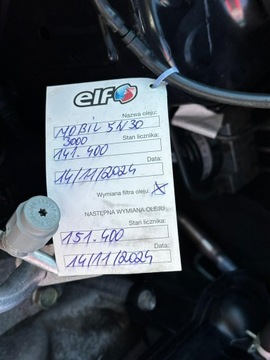 elf
Nazwa oleju:
MOBIL 5W30
3000
Stan licznika:
141.400
Data:
14/11/2024
Wymiana filtra oleju: X
NASTĘPNA WYMIANA OLEJU
Stan licznika:
151.400
Data:
14/11/2024